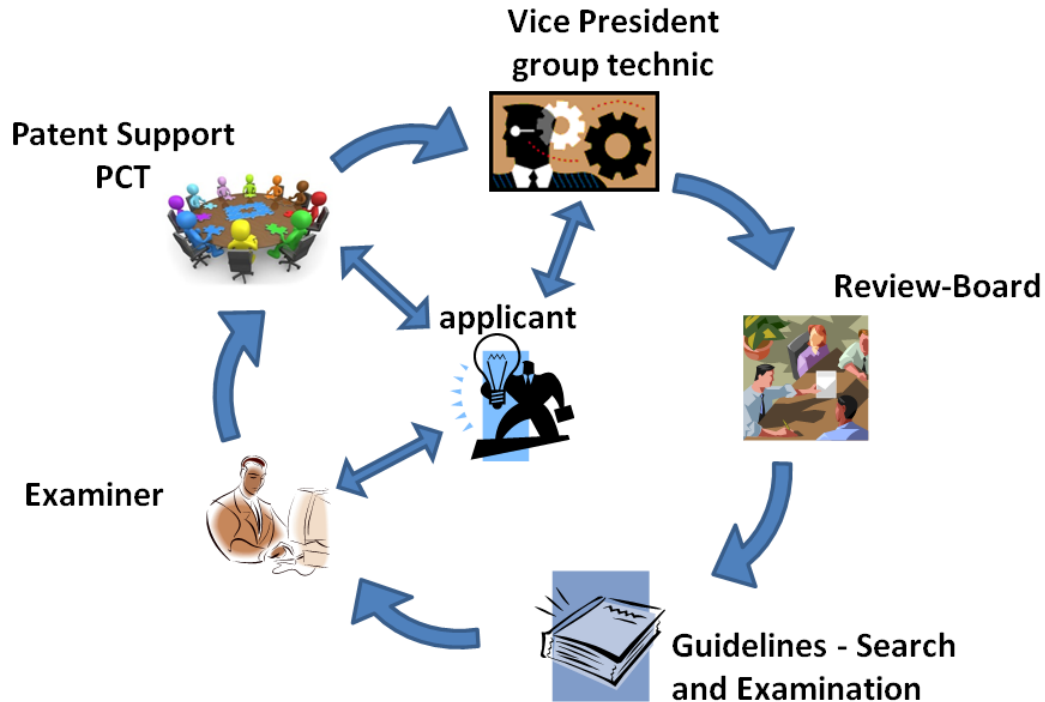 Vice President
group technic
Patent Support
PCT
Review-Board
applicant
Examiner
Guidelines - Search
and Examination